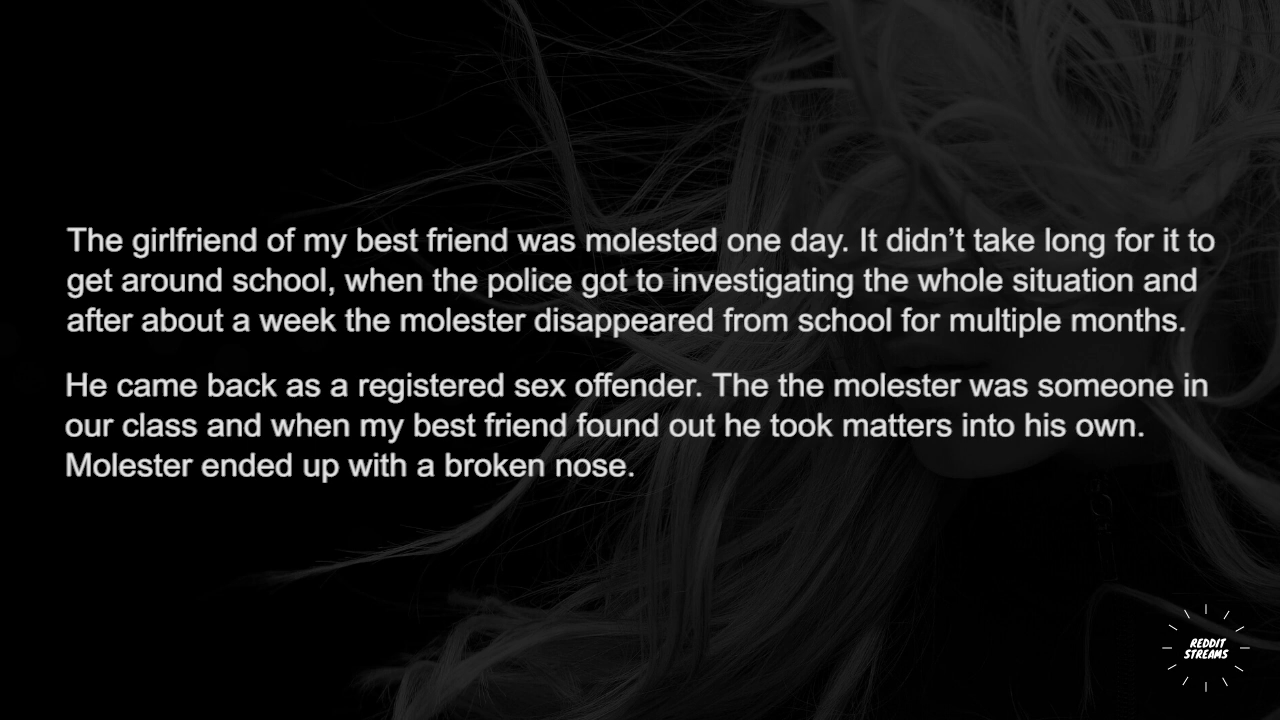 The girlfriend of my best friend was molested one day. It didn’t take long for it to
get around school, when the police got to investigating the whole situation and
after about a week the molester disappeared from school for multiple months.
He came back as a registered sex offender. The the molester was someone in
our class and when my best friend found out he took matters into his own.
Molester ended up with a broken nose.
REDDIT
STREAMS